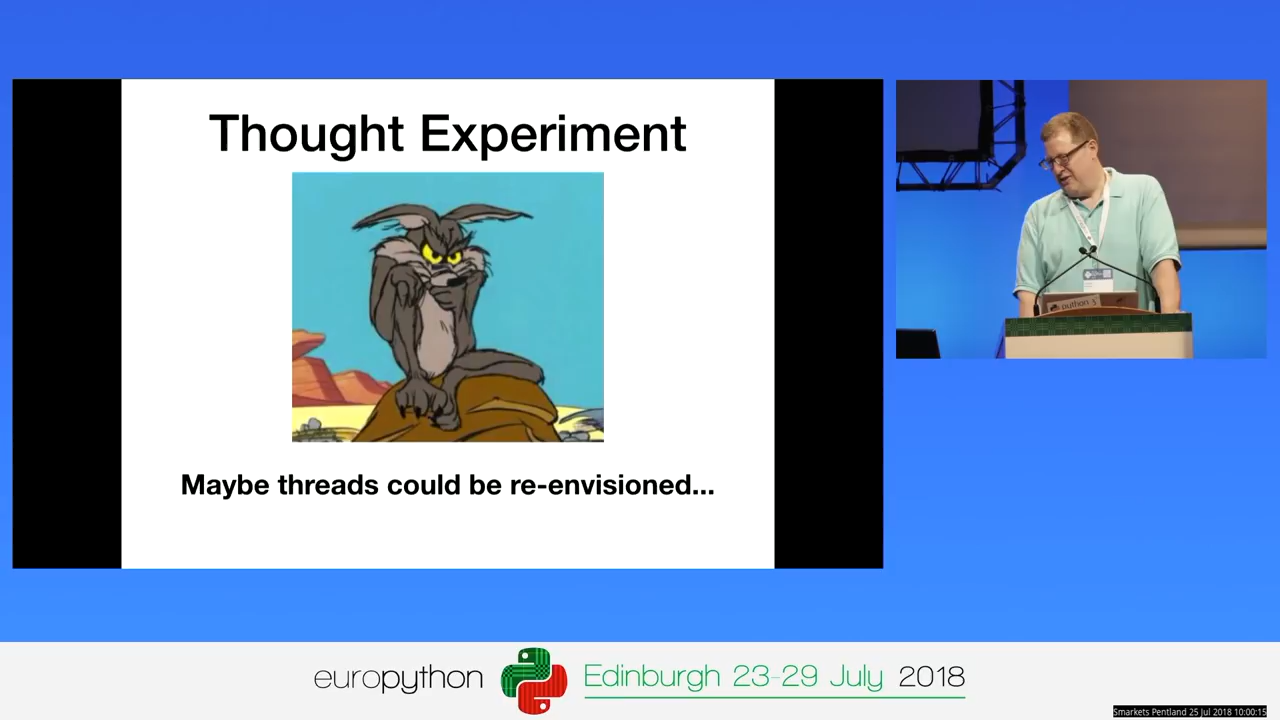 Thought Experiment
Maybe threads could be re-envisioned...
python
europython
Edinburgh 23-29 July 2018
Smarkets Pentland 25 Jul 2018 10:00:15